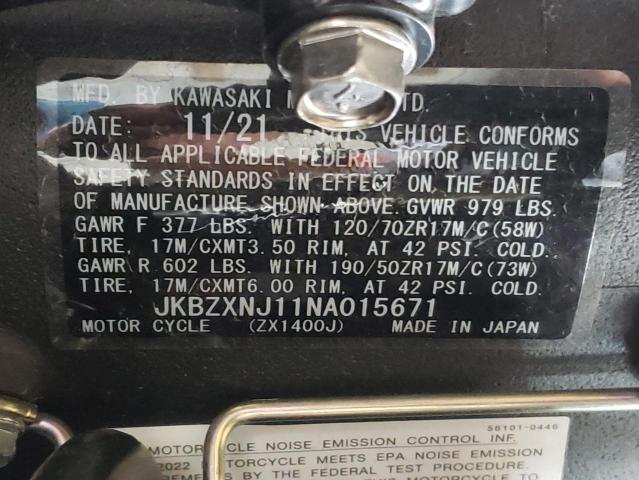 MFD. BY KAWASAKI
DATE: 11/21 THIS VEHICLE CONFORMS
TO ALL APPLICABLE FEDERAL MOTOR VEHICLE
SAFETY STANDARDS IN EFFECT ON THE DATE
OF MANUFACTURE SHOWN ABOVE. GVWR 979 LBS.
GAWR F 377 LBS. WITH 120/70ZR17M/C(58W)
TIRE, 17M/CXMT3.50 RIM, AT 42 PSI. COLD.
GAWR R 602 LBS. WITH 190/50ZR17M/C(73W)
TIRE, 17M/CXMT6.00 RIM, AT 42 PSI. COLD.
JKBZXNJ11NA015671
MOTOR CYCLE (ZX1400J) MADE IN JAPAN
56101-0446
NOISE EMISSION CONTROL INF.
2022 MEETS EPA NOISE EMISSION
BY THE FEDERAL TEST PROCEDURE.
MOTORCYCLE TO